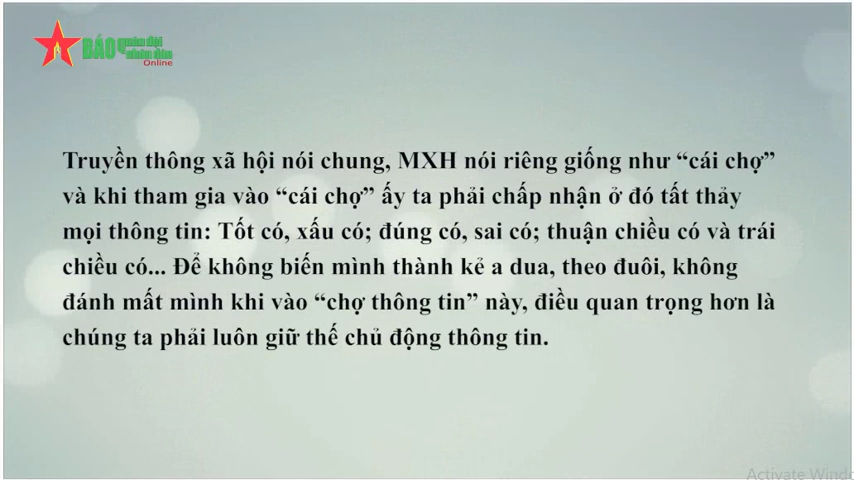 BÁO Quân đội
nhân dân
Online
Truyền thông xã hội nói chung, MXH nói riêng giống như “cái chợ”
và khi tham gia vào “cái chợ” ấy ta phải chấp nhận ở đó tất thảy
mọi thông tin: Tốt có, xấu có; đúng có, sai có; thuận chiều có và trái
chiều có... Để không biến mình thành kẻ a dua, theo đuôi, không
đánh mất mình khi vào “chợ thông tin” này, điều quan trọng hơn là
chúng ta phải luôn giữ thế chủ động thông tin.
Activate Windo